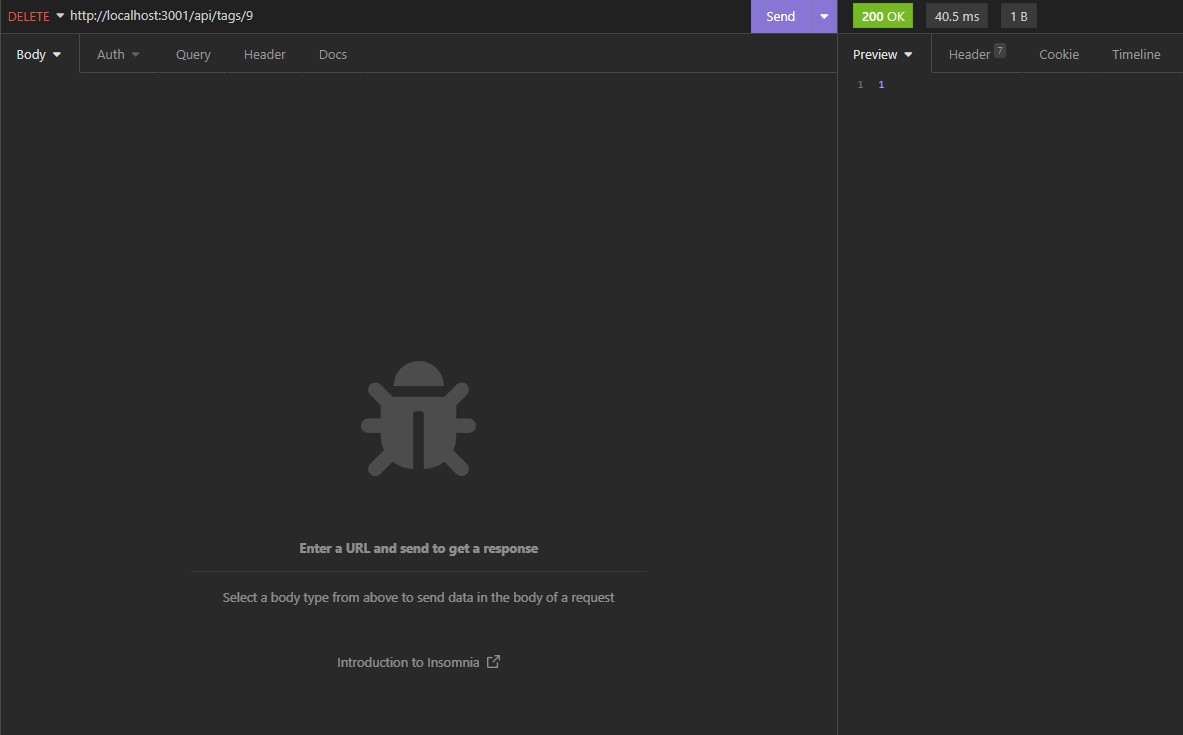 DELETE http://localhost:3001/api/tags/9 Send 200 OK 40.5 ms 1 B
Body Auth Query Header Docs Preview Header 7 Cookie Timeline
1 1
Enter a URL and send to get a response
Select a body type from above to send data in the body of a request
Introduction to Insomnia